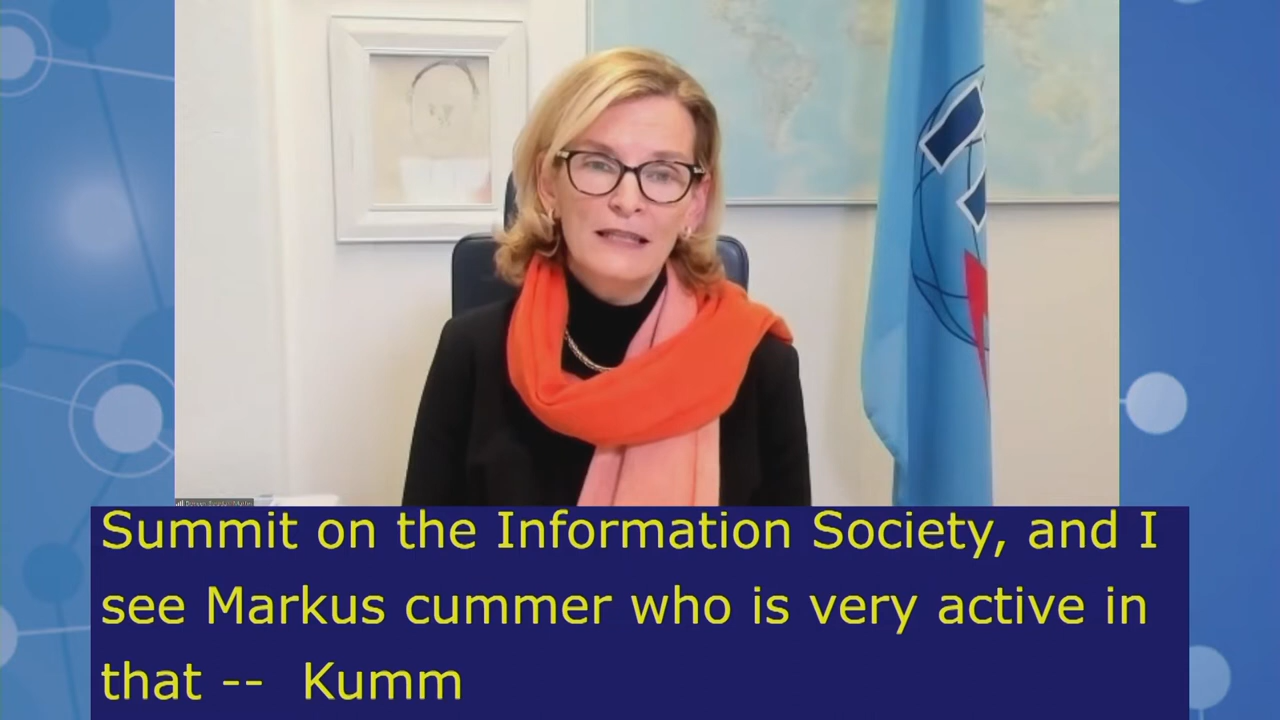 Summit on the Information Society, and I
see Markus cummer who is very active in
that -- Kumm